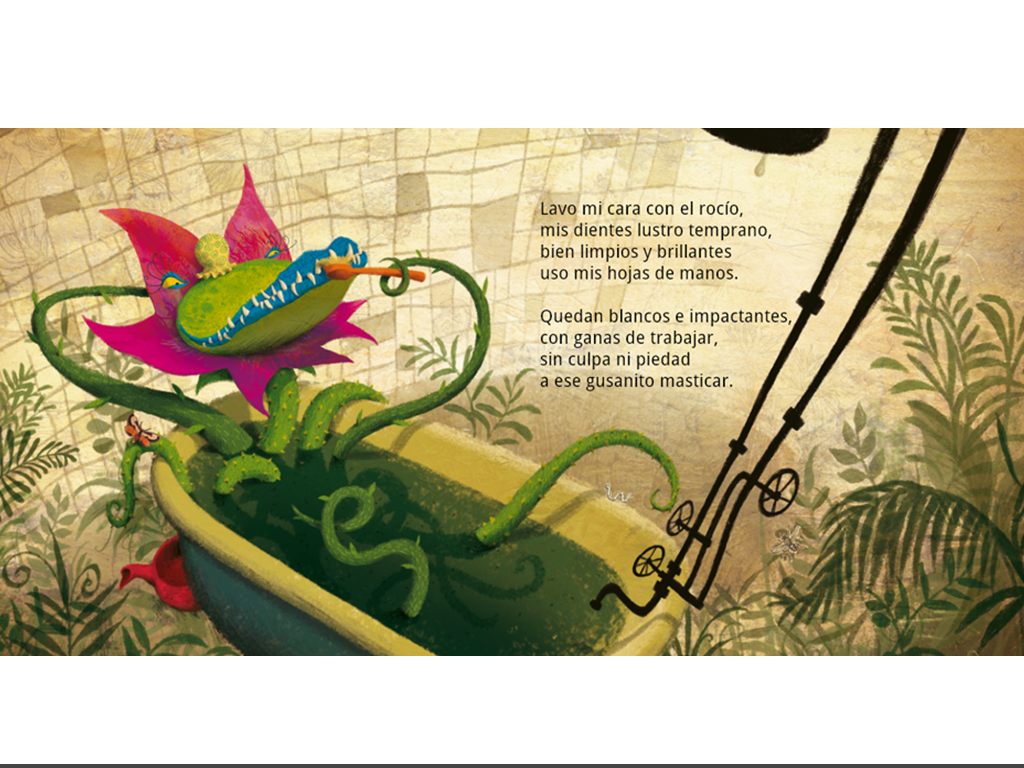 Lavo mi cara con el rocío,
mis dientes lustro temprano,
bien limpios y brillantes
uso mis hojas de manos.
Quedan blancos e impactantes,
con ganas de trabajar,
sin culpa ni piedad
a ese gusanito masticar.